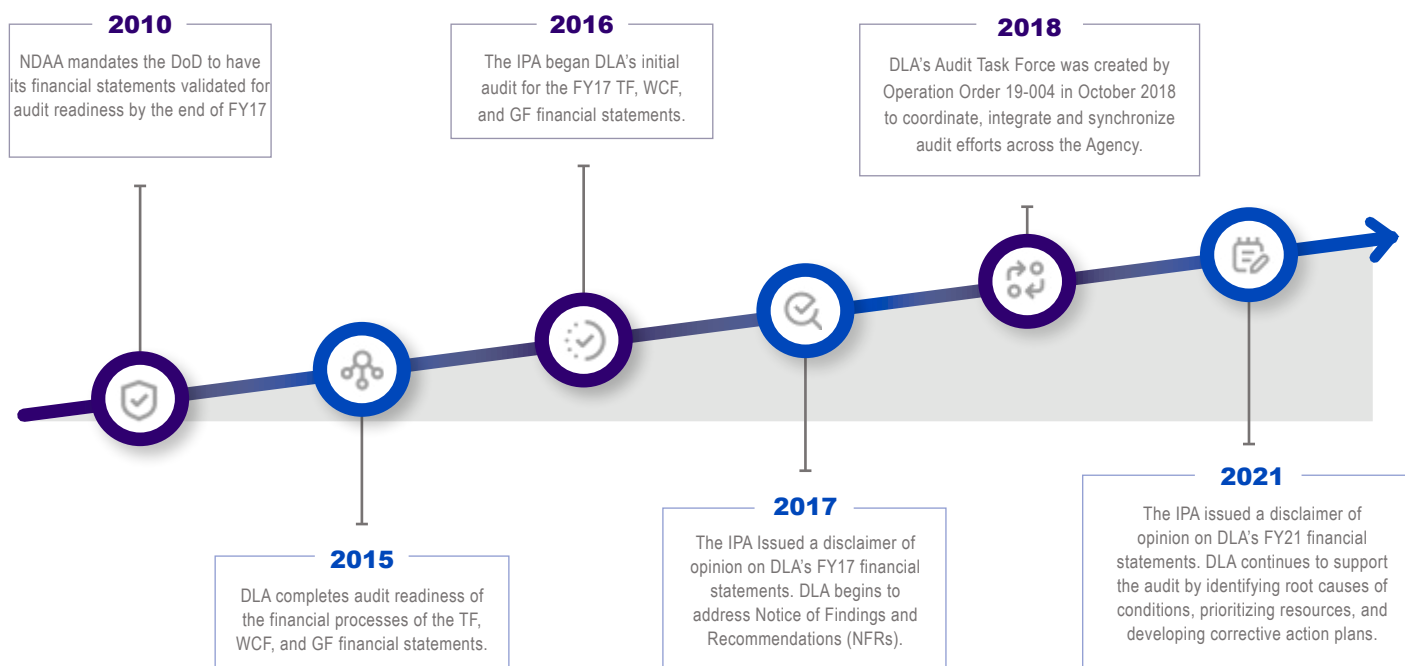 2010
NDAA mandates the DoD to have
its financial statements validated for
audit readiness by the end of FY17
2016
The IPA began DLA's initial
audit for the FY17 TF, WCF,
and GF financial statements.
2018
DLA's Audit Task Force was created by
Operation Order 19-004 in October 2018
to coordinate, integrate and synchronize
audit efforts across the Agency.
2015
DLA completes audit readiness of
the financial processes of the TF,
WCF, and GF financial statements.
2017
The IPA Issued a disclaimer of
opinion on DLA's FY17 financial
statements. DLA begins to
address Notice of Findings and
Recommendations (NFRs).
2021
The IPA issued a disclaimer of
opinion on DLA's FY21 financial
statements. DLA continues to support
the audit by identifying root causes of
conditions, prioritizing resources, and
developing corrective action plans.